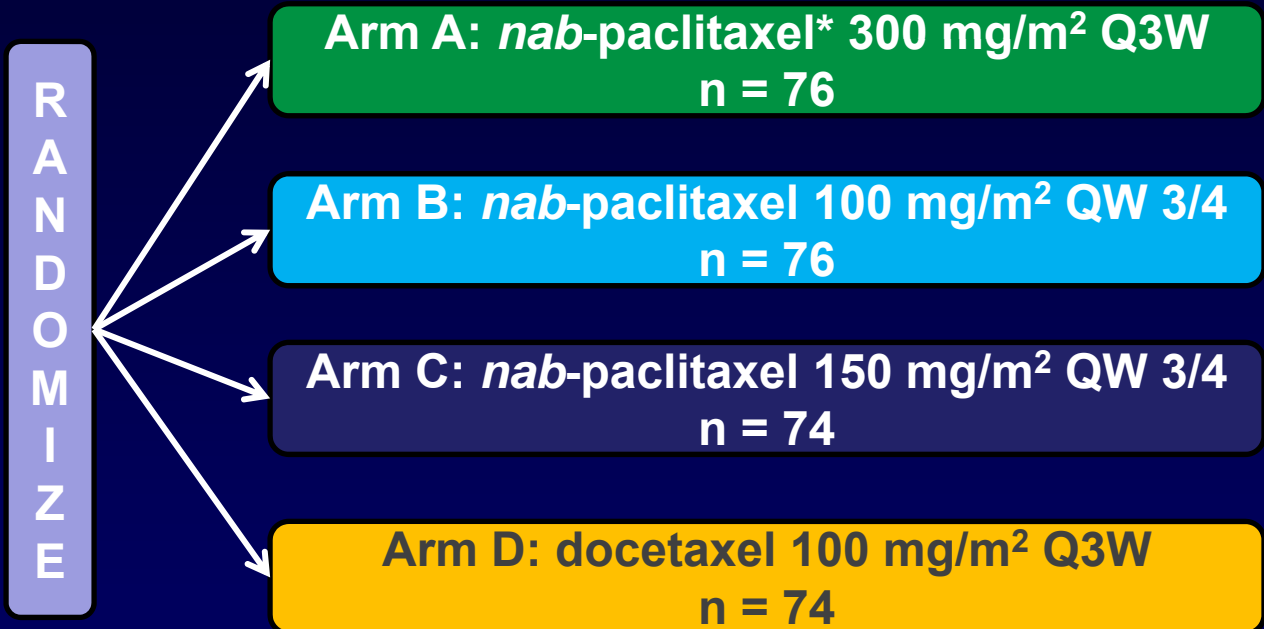 RANDOMIZE
Arm A: nab-paclitaxel* 300 mg/m² Q3W
n = 76
Arm B: nab-paclitaxel 100 mg/m² QW 3/4
n = 76
Arm C: nab-paclitaxel 150 mg/m² QW 3/4
n = 74
Arm D: docetaxel 100 mg/m² Q3W
n = 74